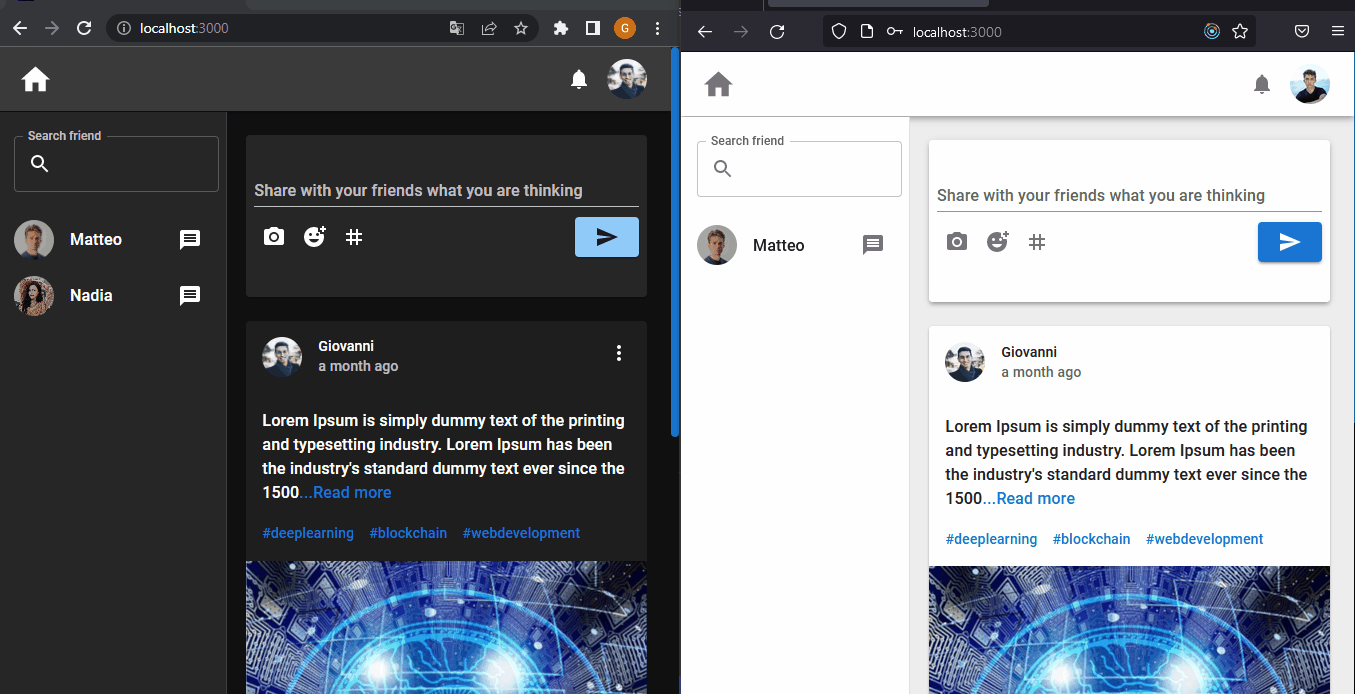 localhost:3000
G
Search friend
Matteo
Nadia
Share with your friends what you are thinking
Giovanni
a month ago
Lorem Ipsum is simply dummy text of the printing
and typesetting industry. Lorem Ipsum has been
the industry's standard dummy text ever since the
1500...Read more
#deeplearning #blockchain #webdevelopment
localhost:3000
Search friend
Matteo
Share with your friends what you are thinking
Giovanni
a month ago
Lorem Ipsum is simply dummy text of the printing
and typesetting industry. Lorem Ipsum has been
the industry's standard dummy text ever since the
1500...Read more
#deeplearning #blockchain #webdevelopment